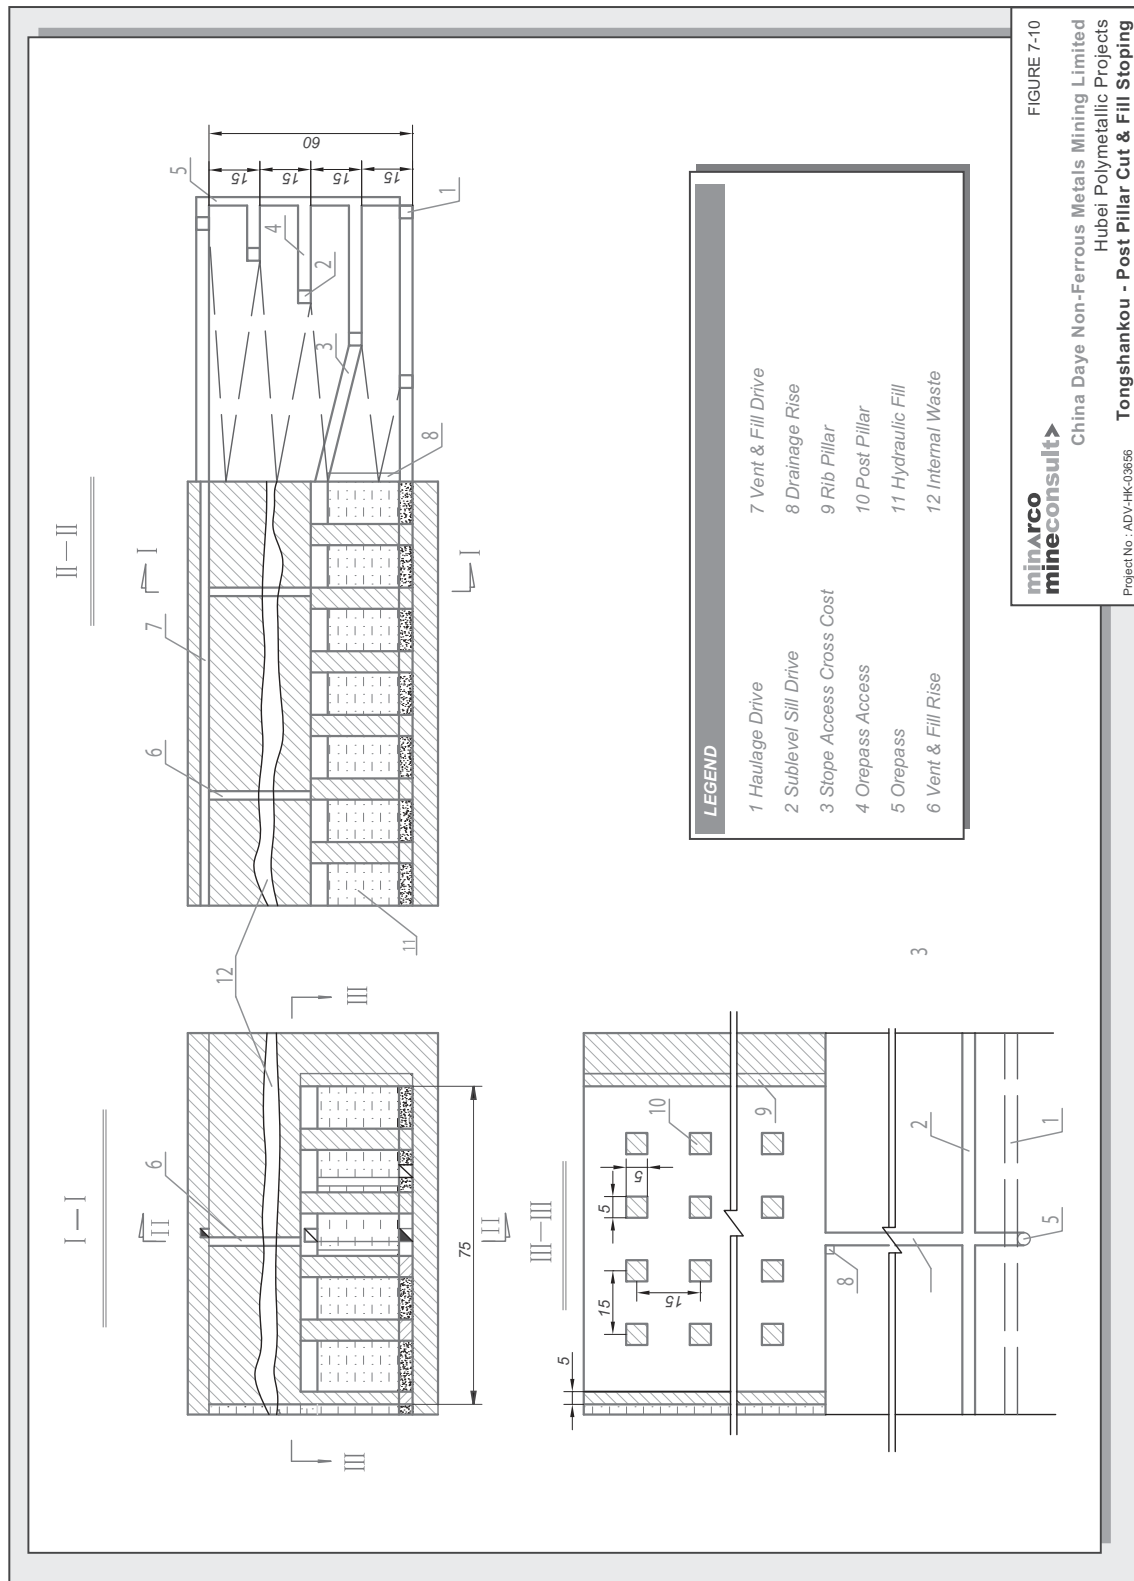 I—I
II
6
12
III
III
75
II
II—II
I
6
7
5
15
15
15
15
60
4
2
3
8
1
I
11
III—III
5
15
15
5
5
10
9
8
2
1
5
3
LEGEND
1 Haulage Drive
2 Sublevel Sill Drive
3 Stope Access Cross Cost
4 Orepass Access
5 Orepass
6 Vent & Fill Rise
7 Vent & Fill Drive
8 Drainage Rise
9 Rib Pillar
10 Post Pillar
11 Hydraulic Fill
12 Internal Waste
minarco
mineconsult>
FIGURE 7-10
China Daye Non-Ferrous Metals Mining Limited
Hubei Polymetallic Projects
Project No : ADV-HK-03656
Tongshankou - Post Pillar Cut & Fill Stoping